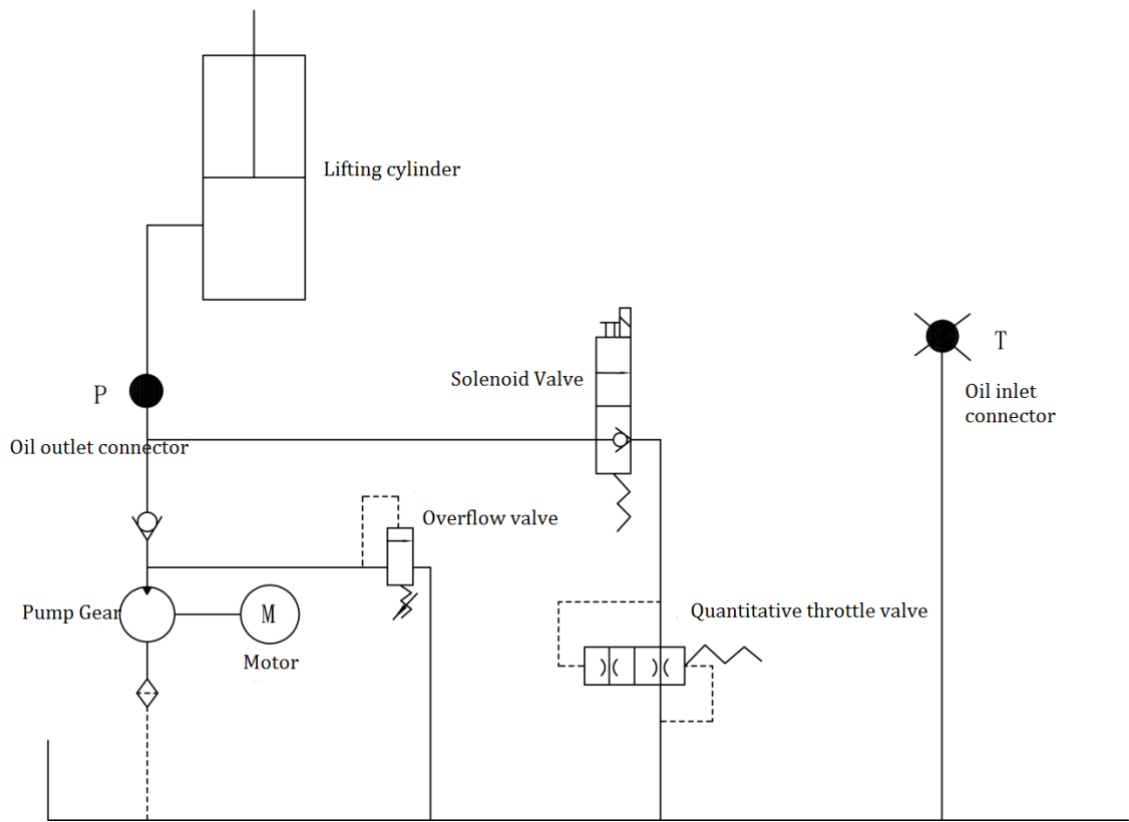 Lifting cylinder
P
Oil outlet connector
Solenoid Valve
T
Oil inlet
connector
Overflow valve
Pump Gear
M
Motor
Quantitative throttle valve